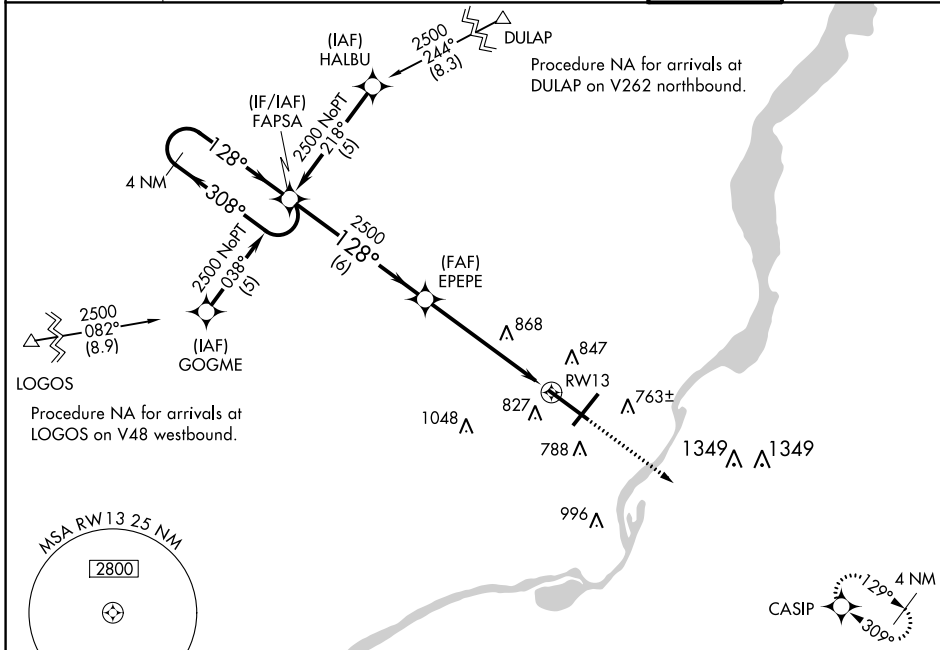 2500
244°
(8.3)
DULAP
Procedure NA for arrivals at
DULAP on V262 northbound.
(IAF)
HALBU
2500 NoPT
218°
(5)
(IF/IAF)
FAPSA
128°
4 NM
308°
2500
128°
(6)
2500 NoPT
038°
(5)
(IAF)
GOGME
2500
082°
(8.9)
LOGOS
Procedure NA for arrivals at
LOGOS on V48 westbound.
(FAF)
EPEPE
868
847
RW13
763±
827
1048
788
1349
1349
996
MSA RW13 25 NM
2800
CASIP
129°
4 NM
309°